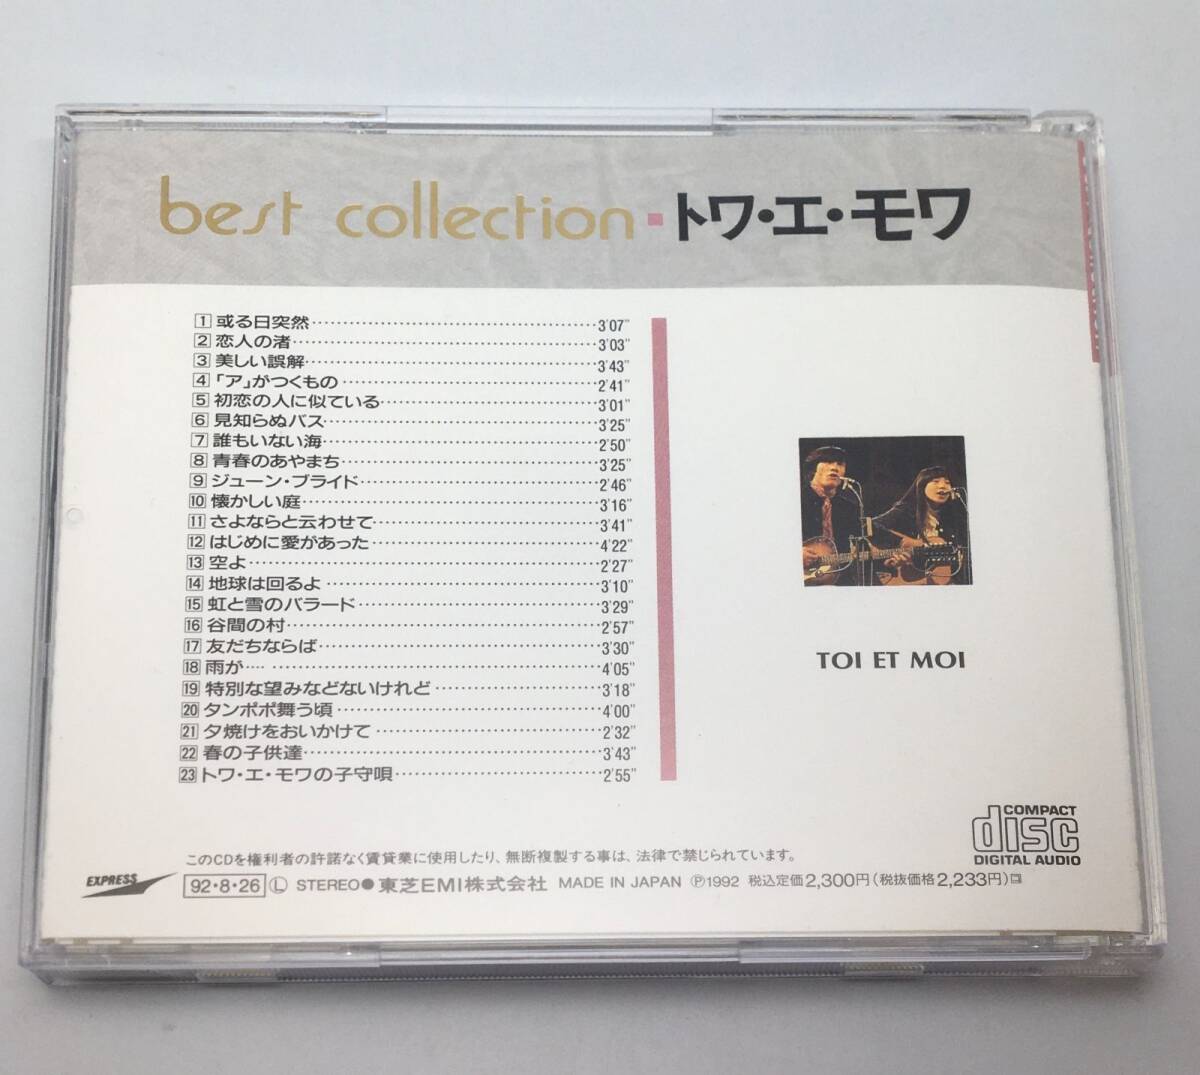 best collection ▪ トワ・エ・モワ
1 或る日突然 3'07"
2 恋人の渚 3'03"
3 美しい誤解 3'43"
4 「ア」がつくもの 2'41"
5 初恋の人に似ている 3'01"
6 見知らぬバス 3'25"
7 誰もいない海 2'50"
8 青春のあやまち 3'25"
9 ジューン・ブライド 2'46"
10 懐かしい庭 3'16"
11 さよならと云わせて 3'41"
12 はじめに愛があった 4'22"
13 空よ 2'27"
14 地球は回るよ 3'10"
15 虹と雪のバラード 3'29"
16 谷間の村 2'57"
17 友だちならば 3'30"
18 雨が‥‥ 4'05"
19 特別な望みなどないけれど 3'18"
20 タンポポ舞う頃 4'00"
21 夕焼けをおいかけて 2'32"
22 春の子供達 3'43"
23 トワ・エ・モワの子守唄 2'55"
TOI ET MOI
COMPACT
disc
DIGITAL AUDIO
このCDを権利者の許諾なく賃貸業に使用したり、無断複製する事は、法律で禁じられています。
EXPRESS 92・8・26 Ⓛ STEREO● 東芝EMI株式会社 MADE IN JAPAN ℗1992 税込定価2,300円(税抜価格2,233円)